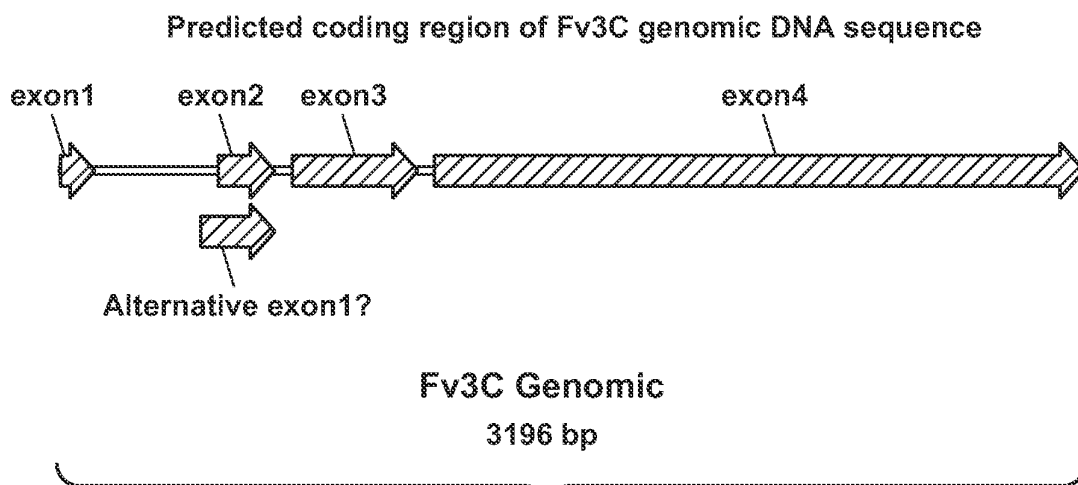 Predicted coding region of Fv3C genomic DNA sequence
exon1 exon2 exon3 exon4
Alternative exon1?
Fv3C Genomic
3196 bp